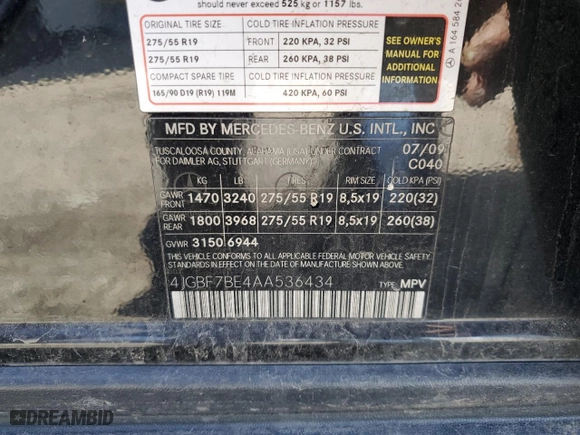 should never exceed 525 kg or 1157 lbs.
ORIGINAL TIRE SIZE COLD TIRE INFLATION PRESSURE
275/55 R19 FRONT 220 KPA, 32 PSI
275/55 R19 REAR 260 KPA, 38 PSI
COMPACT SPARE TIRE COLD TIRE INFLATION PRESSURE
165/90 D19 (R19) 119M 420 KPA, 60 PSI
SEE OWNER'S
MANUAL FOR
ADDITIONAL
INFORMATION
A 164 584 2
MFD BY MERCEDES-BENZ U.S. INTL., INC
TUSCALOOSA COUNTY, ALABAMA (USA) UNDER CONTRACT 07/09
FOR DAIMLER AG, STUTTGART (GERMANY) C040
KG LB TIRES RIM SIZE COLD KPA (PSI)
GAWR FRONT 1470 3240 275/55 R19 8,5x19 220(32)
GAWR REAR 1800 3968 275/55 R19 8,5x19 260(38)
GVWR 3150 6944
THIS VEHICLE CONFORMS TO ALL APPLICABLE FEDERAL MOTOR VEHICLE SAFETY AND
THEFT PREVENTION STANDARDS IN EFFECT ON THE DATE OF MANUFACTURE SHOWN ABOVE.
4JGBF7BE4AA536434 TYPE: MPV
DREAMBID